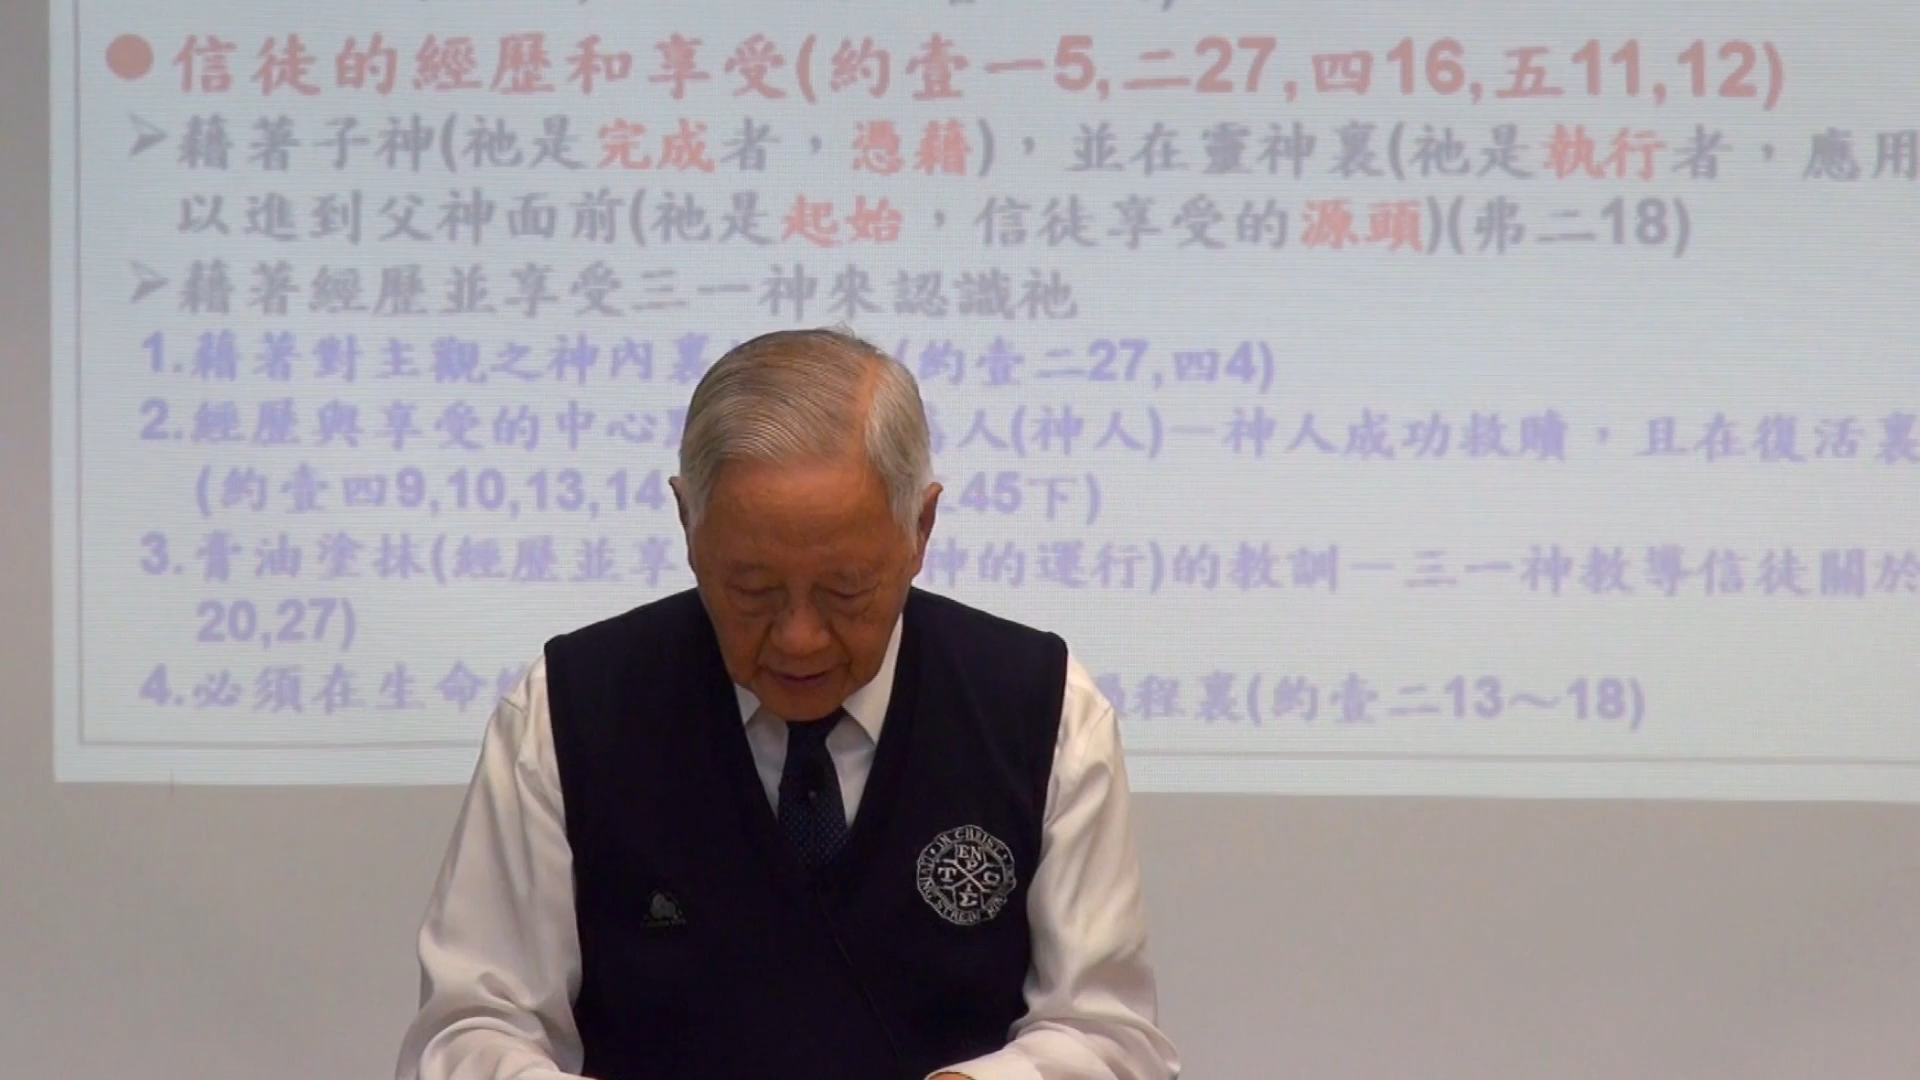 ●信徒的經歷和享受(約壹一5,二27,四16,五11,12)
➢藉著子神(祂是完成者，憑藉)，並在靈神裏(祂是執行者，應用
以進到父神面前(祂是起始，信徒享受的源頭)(弗二18)
➢藉著經歷並享受三一神來認識祂
1.藉著對主觀之神內裏 (約壹二27,四4)
2.經歷與享受的中心 人(神人)－神人成功救贖，且在復活裏
(約壹四9,10,13,14 45下)
3.膏油塗抹(經歷並享 神的運行)的教訓－三一神教導信徒關於
20,27)
4.必須在生命 程裏(約壹二13～18)
IN CHRIST
LIVING STREAM
EN
T C